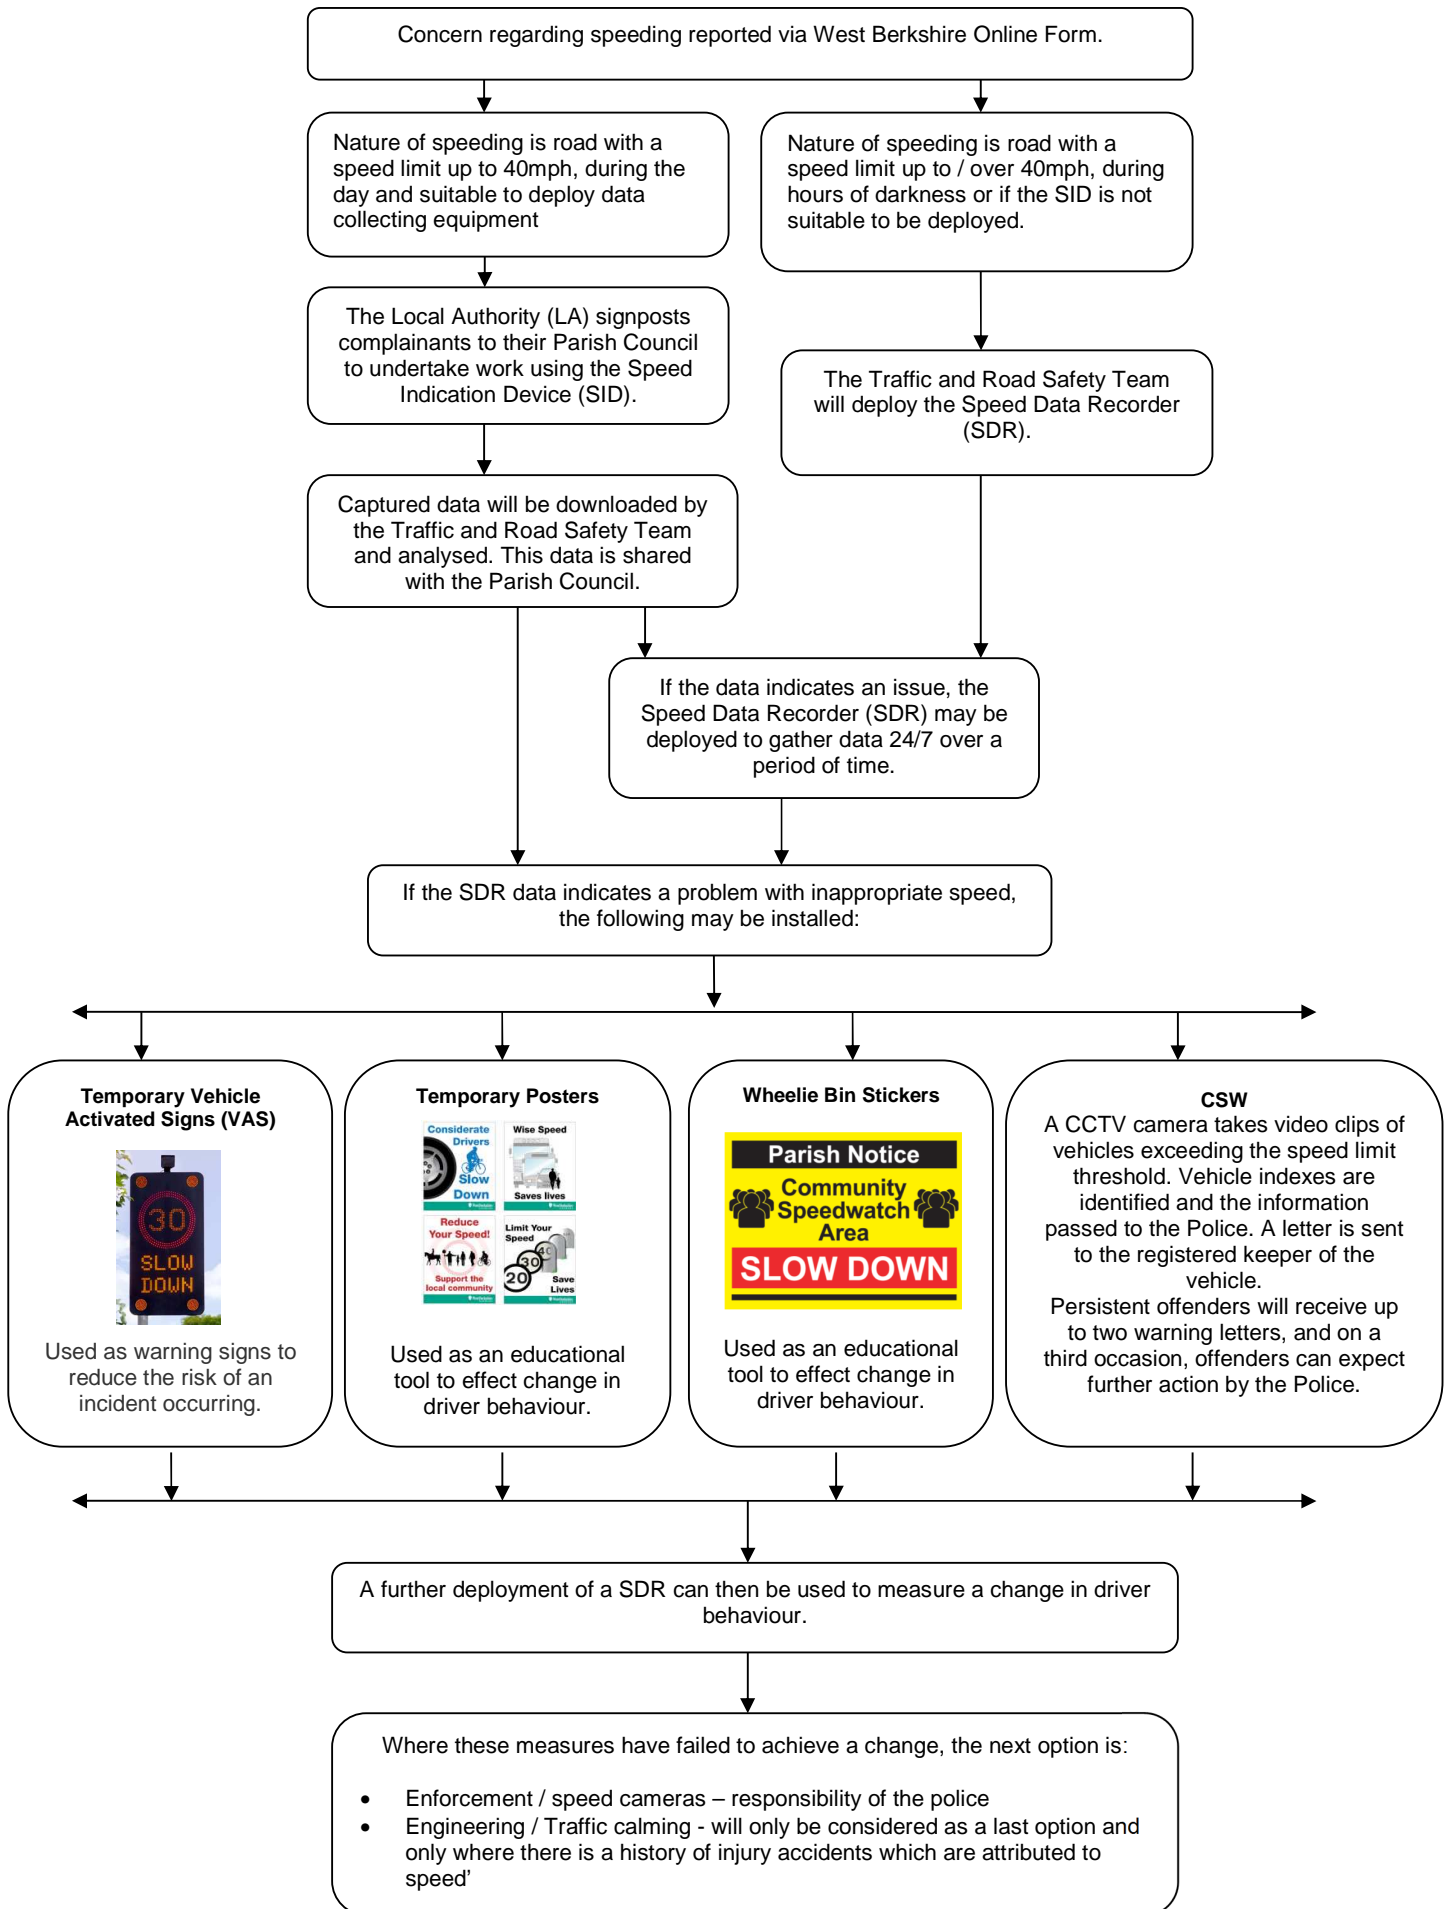 Concern regarding speeding reported via West Berkshire Online Form.
Nature of speeding is road with a
speed limit up to 40mph, during the
day and suitable to deploy data
collecting equipment
Nature of speeding is road with a
speed limit up to / over 40mph, during
hours of darkness or if the SID is not
suitable to be deployed.
The Local Authority (LA) signposts
complainants to their Parish Council
to undertake work using the Speed
Indication Device (SID).
The Traffic and Road Safety Team
will deploy the Speed Data Recorder
(SDR).
Captured data will be downloaded by
the Traffic and Road Safety Team
and analysed. This data is shared
with the Parish Council.
If the data indicates an issue, the
Speed Data Recorder (SDR) may be
deployed to gather data 24/7 over a
period of time.
If the SDR data indicates a problem with inappropriate speed,
the following may be installed:
Temporary Vehicle
Activated Signs (VAS)
30
SLOW
DOWN
Used as warning signs to
reduce the risk of an
incident occurring.
Temporary Posters
Considerate
Drivers
Slow
Down
Wise Speed
Saves lives
Reduce
Your Speed!
Support the
local community
Limit Your
Speed
40
30
20
Save
Lives
Used as an educational
tool to effect change in
driver behaviour.
Wheelie Bin Stickers
Parish Notice
Community
Speedwatch
Area
SLOW DOWN
Used as an educational
tool to effect change in
driver behaviour.
CSW
A CCTV camera takes video clips of
vehicles exceeding the speed limit
threshold. Vehicle indexes are
identified and the information
passed to the Police. A letter is sent
to the registered keeper of the
vehicle.
Persistent offenders will receive up
to two warning letters, and on a
third occasion, offenders can expect
further action by the Police.
A further deployment of a SDR can then be used to measure a change in driver
behaviour.
Where these measures have failed to achieve a change, the next option is:
• Enforcement / speed cameras – responsibility of the police
• Engineering / Traffic calming - will only be considered as a last option and
only where there is a history of injury accidents which are attributed to
speed’